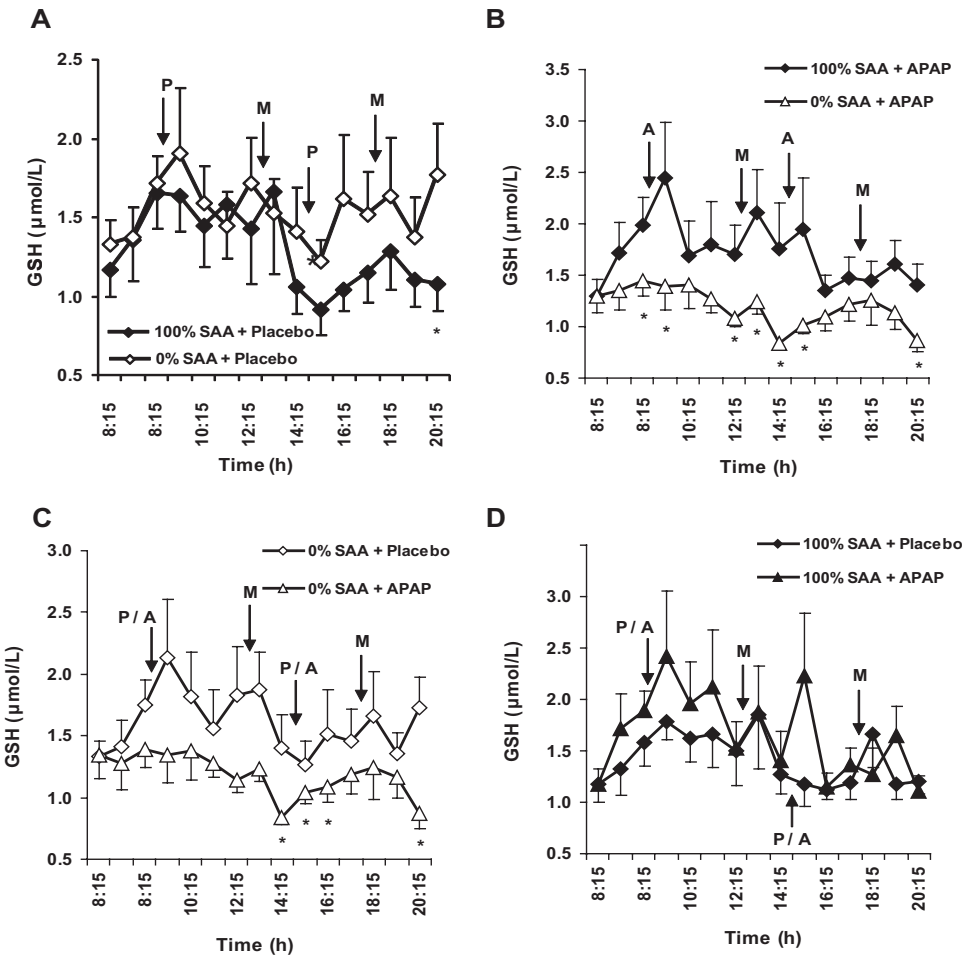 A
GSH (µmol/L)
2.5
2.0
1.5
1.0
0.5
P
M
P
M
*
*
100% SAA + Placebo
0% SAA + Placebo
8:15
8:15
10:15
12:15
14:15
16:15
18:15
20:15
Time (h)
B
GSH (µmol/L)
3.5
3.0
2.5
2.0
1.5
1.0
0.5
100% SAA + APAP
0% SAA + APAP
A
M
A
M
*
*
*
*
*
*
*
8:15
8:15
10:15
12:15
14:15
16:15
18:15
20:15
Time (h)
C
GSH (µmol/L)
3.0
2.5
2.0
1.5
1.0
0.5
0% SAA + Placebo
0% SAA + APAP
P / A
M
P / A
M
*
*
*
*
8:15
8:15
10:15
12:15
14:15
16:15
18:15
20:15
Time (h)
D
GSH (µmol/L)
3.0
2.5
2.0
1.5
1.0
0.5
100% SAA + Placebo
100% SAA + APAP
P / A
M
M
P / A
8:15
8:15
10:15
12:15
14:15
16:15
18:15
20:15
Time (h)